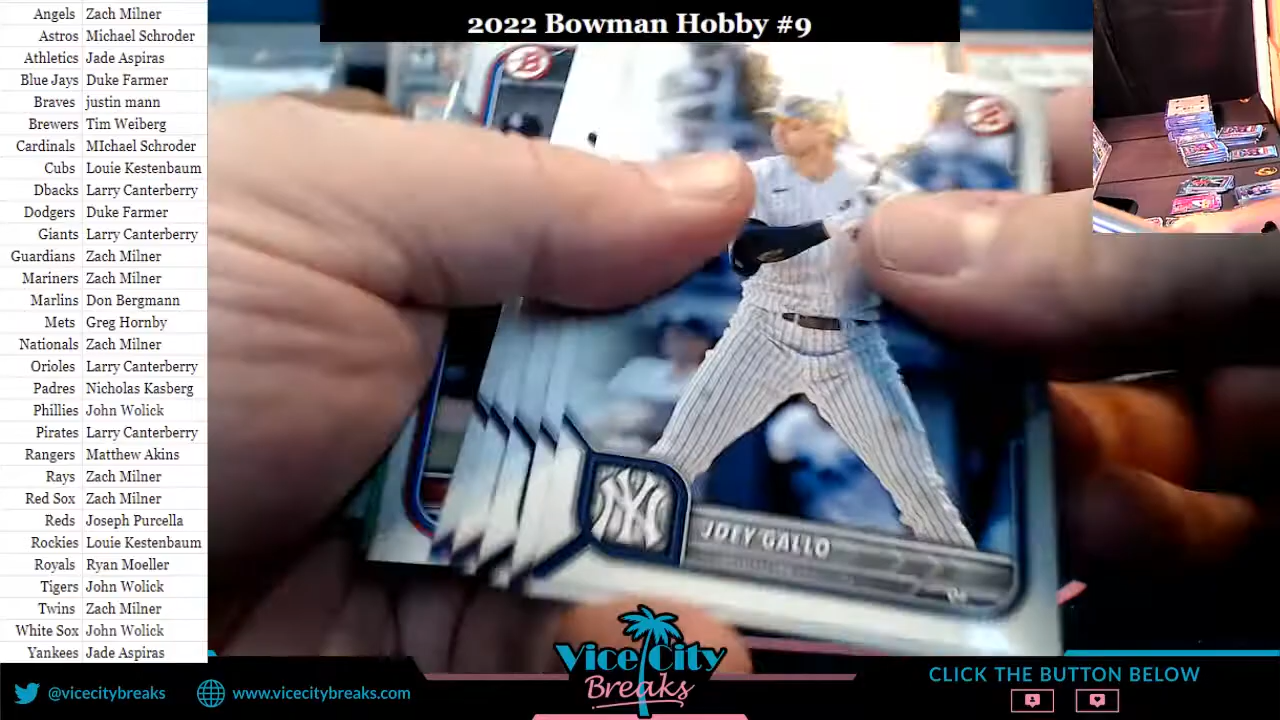 2022 Bowman Hobby #9
Angels Zach Milner
Astros Michael Schroder
Athletics Jade Aspiras
Blue Jays Duke Farmer
Braves justin mann
Brewers Tim Weiberg
Cardinals MIchael Schroder
Cubs Louie Kestenbaum
Dbacks Larry Canterberry
Dodgers Duke Farmer
Giants Larry Canterberry
Guardians Zach Milner
Mariners Zach Milner
Marlins Don Bergmann
Mets Greg Hornby
Nationals Zach Milner
Orioles Larry Canterberry
Padres Nicholas Kasberg
Phillies John Wolick
Pirates Larry Canterberry
Rangers Matthew Akins
Rays Zach Milner
Red Sox Zach Milner
Reds Joseph Purcella
Rockies Louie Kestenbaum
Royals Ryan Moeller
Tigers John Wolick
Twins Zach Milner
White Sox John Wolick
Yankees Jade Aspiras
B
B
NY
JOEY GALLO
@vicecitybreaks
www.vicecitybreaks.com
Vice City
Breaks
CLICK THE BUTTON BELOW